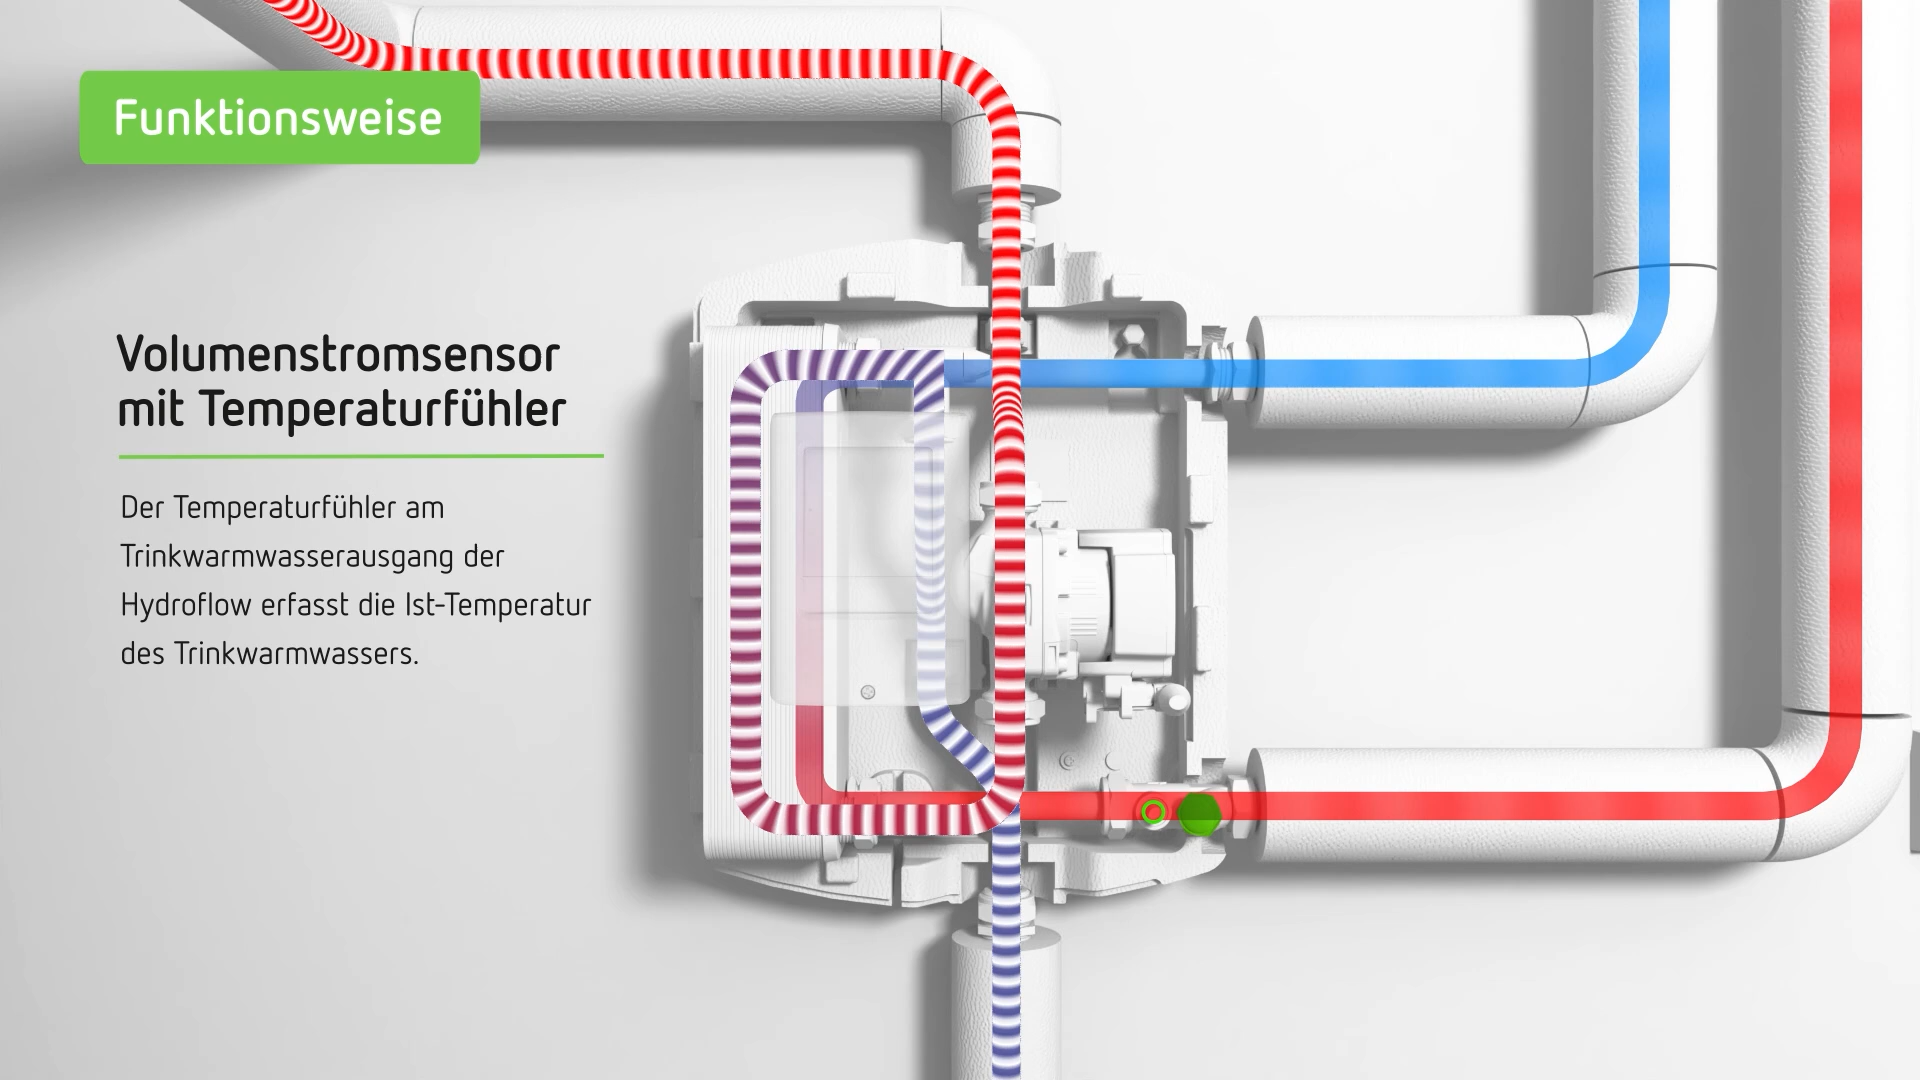 Funktionsweise
Volumenstromsensor
mit Temperaturfühler
Der Temperaturfühler am
Trinkwarmwasserausgang der
Hydroflow erfasst die Ist-Temperatur
des Trinkwarmwassers.